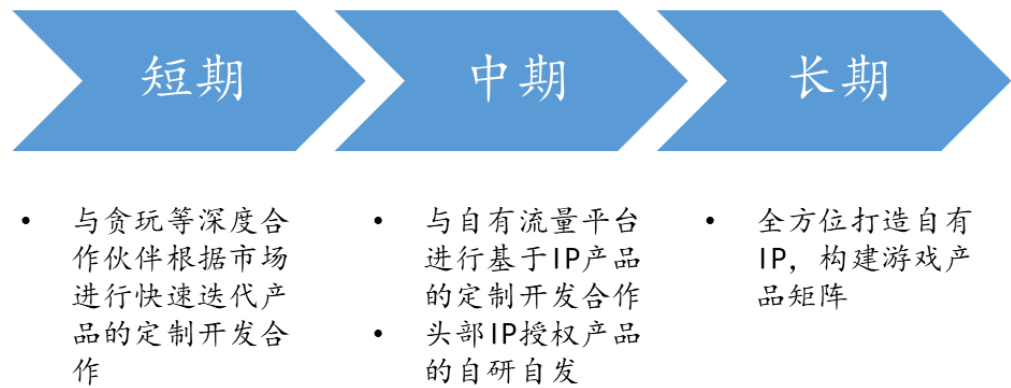 短期
中期
长期
• 与贪玩等深度合
作伙伴根据市场
进行快速迭代产
品的定制开发合
作
• 与自有流量平台
进行基于IP产品
的定制开发合作
• 头部IP授权产品
的自研自发
• 全方位打造自有
IP，构建游戏产
品矩阵